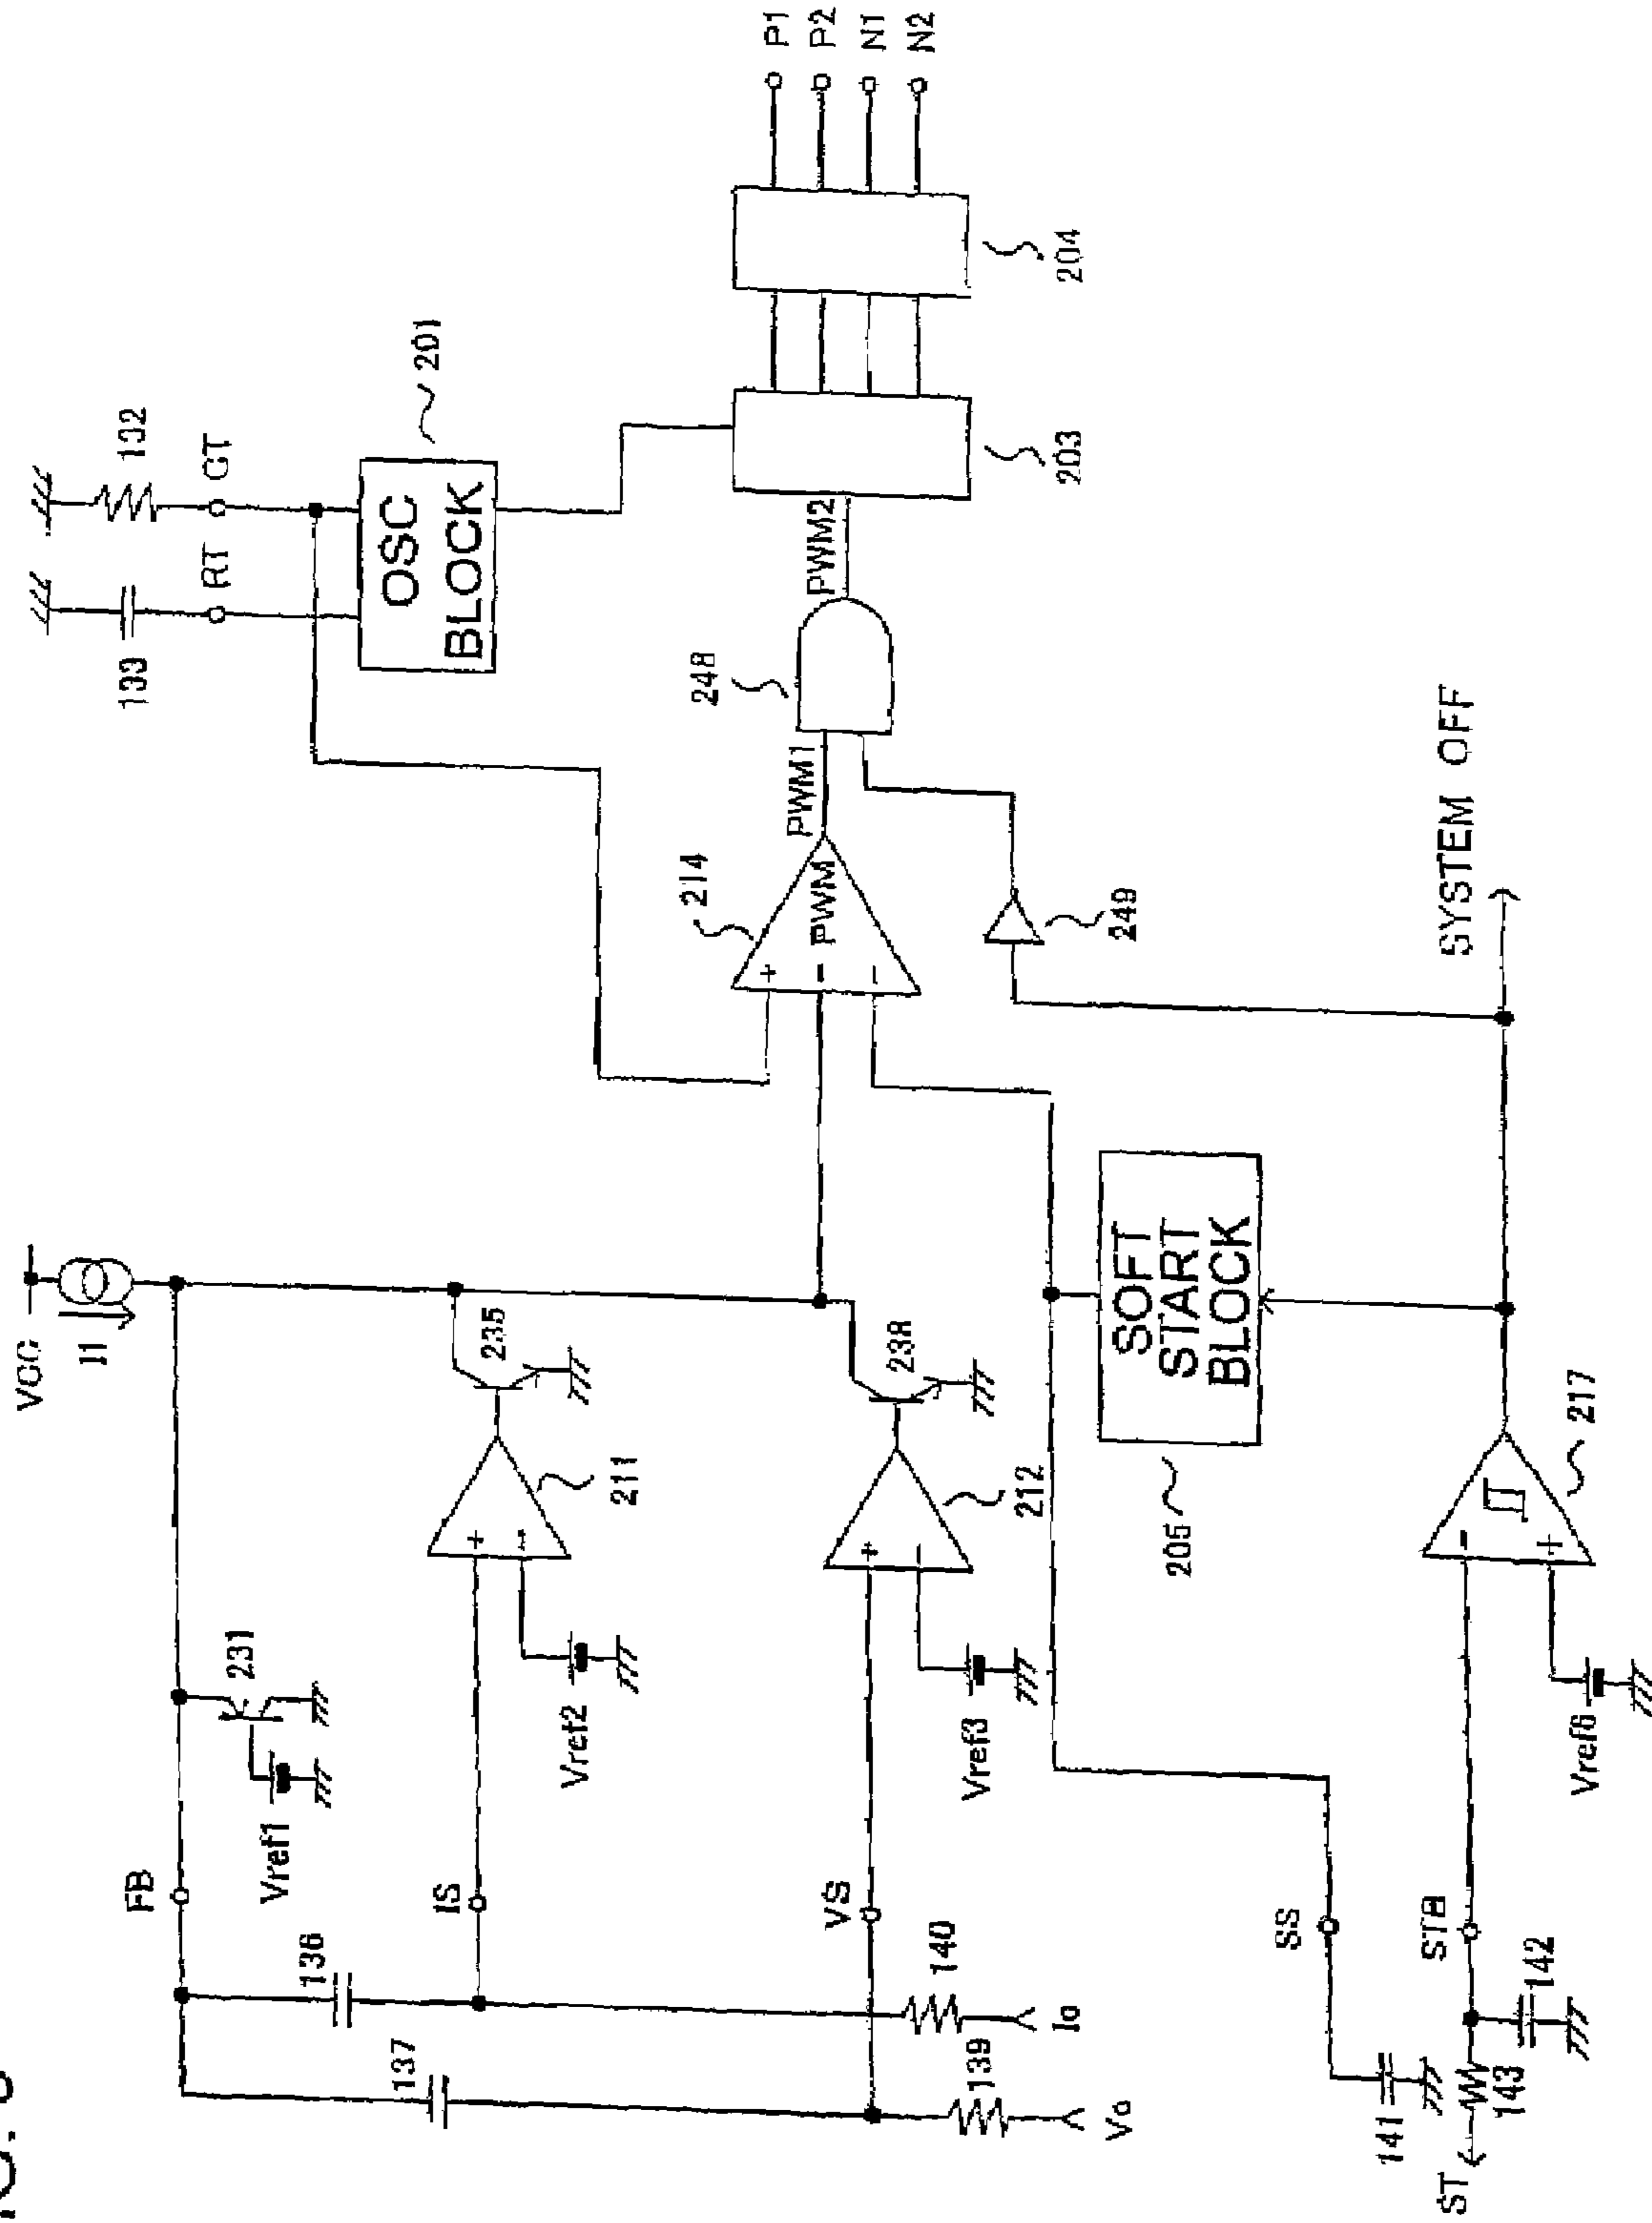 VCC
I1
FB
Vref1
231
136
137
IS
Vref2
211
235
VS
Vref3
212
238
140
139
Io
Vo
133
132
RT
CT
OSC
BLOCK
201
214
PWM
PWM1
248
PWM2
203
204
P1
P2
N1
N2
249
SS
141
SOFT
START
BLOCK
205
ST
143
142
STB
Vref6
217
SYSTEM OFF